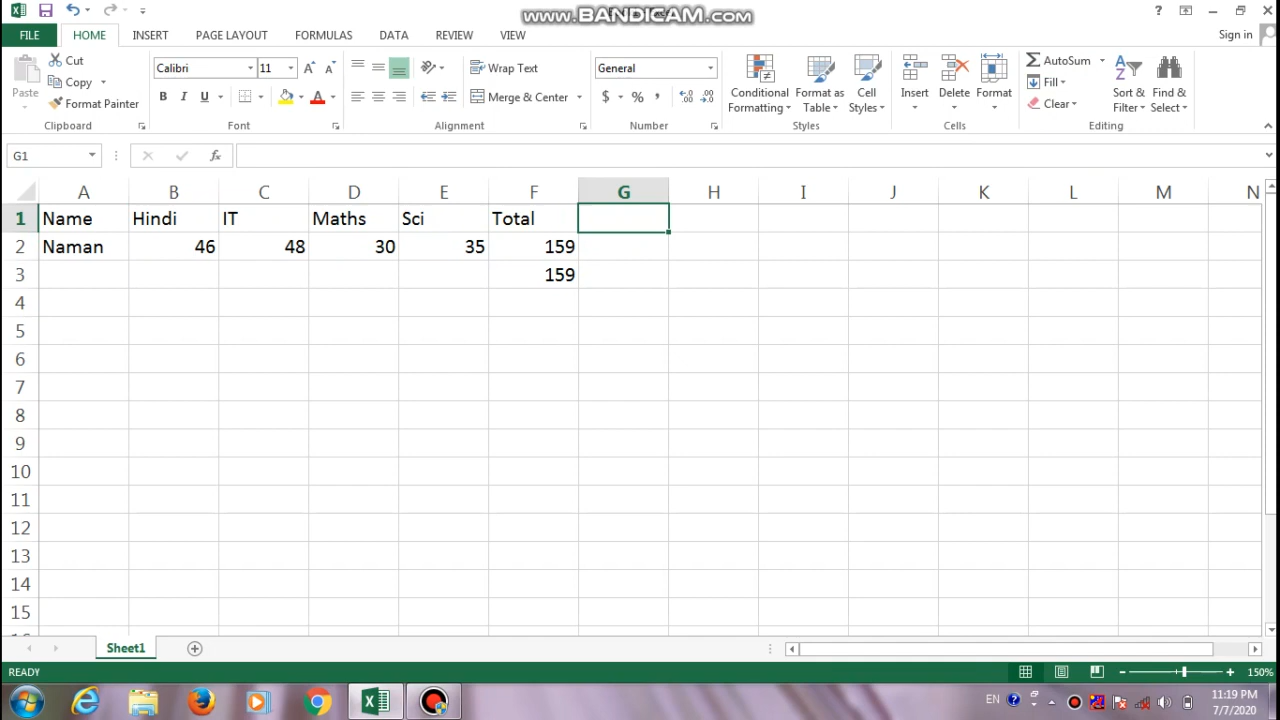 www.BANDICAM.com
Sign in
FILE HOME INSERT PAGE LAYOUT FORMULAS DATA REVIEW VIEW
Paste
Cut
Copy
Format Painter
Clipboard
Calibri 11
B I U A
Font
Wrap Text
Merge & Center
Alignment
General
$ % ,
Number
Conditional
Formatting
Format as
Table
Cell
Styles
Styles
Insert
Delete
Format
Cells
AutoSum
Fill
Clear
Sort &
Filter
Find &
Select
Editing
G1 fx
A B C D E F G H I J K L M N
1 Name Hindi IT Maths Sci Total
2 Naman 46 48 30 35 159
3 159
4
5
6
7
8
9
10
11
12
13
14
15
Sheet1
READY 150%
EN 11:19 PM
7/7/2020